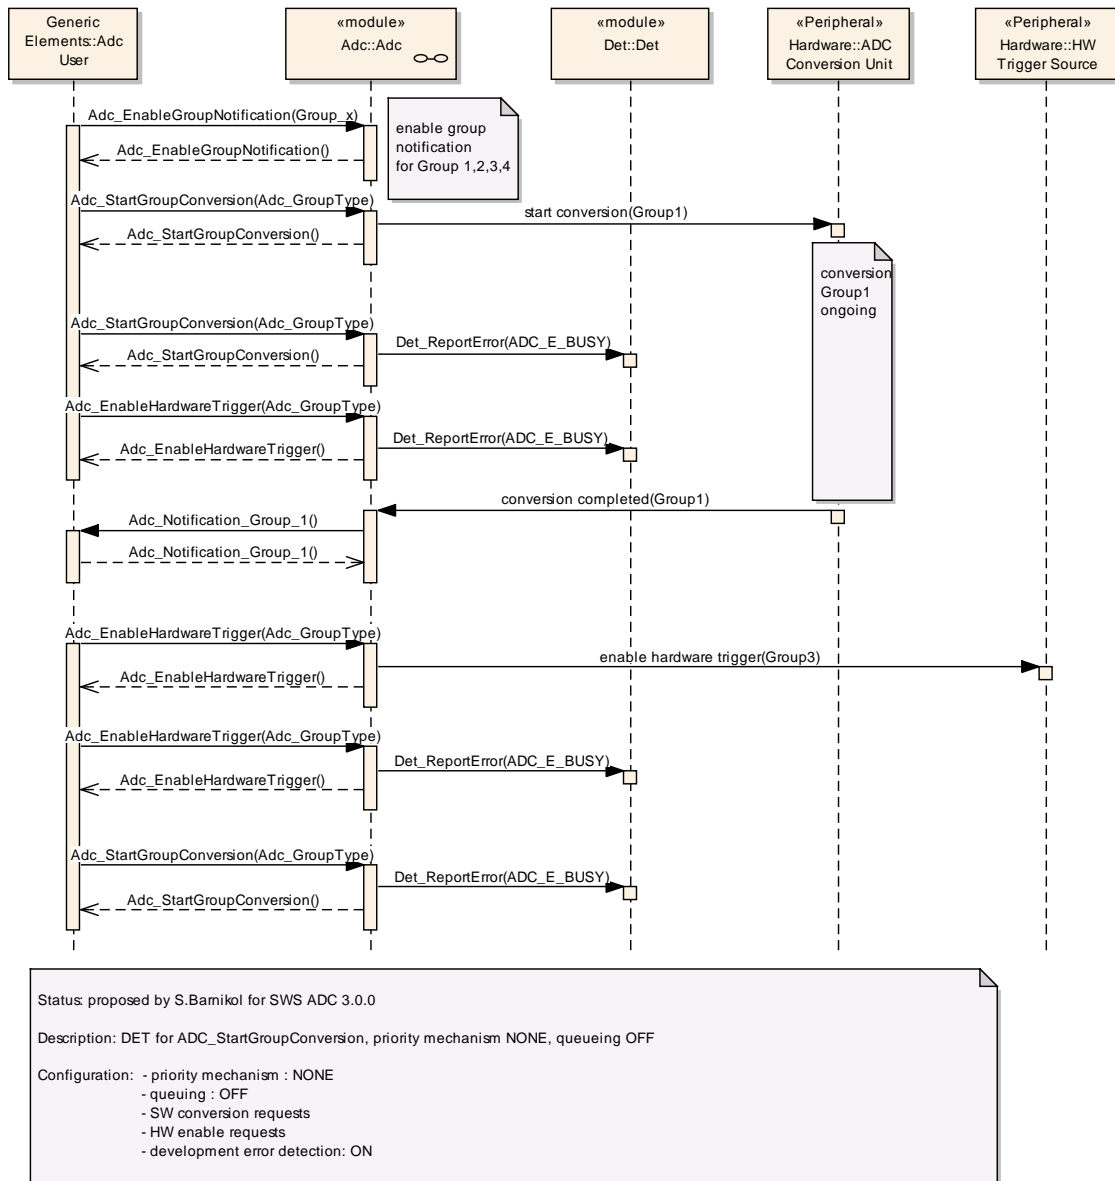 Generic
Elements::Adc
User
«module»
Adc::Adc
«module»
Det::Det
«Peripheral»
Hardware::ADC
Conversion Unit
«Peripheral»
Hardware::HW
Trigger Source
Adc_EnableGroupNotification(Group_x)
enable group
notification
for Group 1,2,3,4
Adc_EnableGroupNotification()
Adc_StartGroupConversion(Adc_GroupType)
start conversion(Group1)
Adc_StartGroupConversion()
conversion
Group1
ongoing
Adc_StartGroupConversion(Adc_GroupType)
Det_ReportError(ADC_E_BUSY)
Adc_StartGroupConversion()
Adc_EnableHardwareTrigger(Adc_GroupType)
Det_ReportError(ADC_E_BUSY)
Adc_EnableHardwareTrigger()
conversion completed(Group1)
Adc_Notification_Group_1()
Adc_Notification_Group_1()
Adc_EnableHardwareTrigger(Adc_GroupType)
enable hardware trigger(Group3)
Adc_EnableHardwareTrigger()
Adc_EnableHardwareTrigger(Adc_GroupType)
Det_ReportError(ADC_E_BUSY)
Adc_EnableHardwareTrigger()
Adc_StartGroupConversion(Adc_GroupType)
Det_ReportError(ADC_E_BUSY)
Adc_StartGroupConversion()
Status: proposed by S.Barnikol for SWS ADC 3.0.0
Description: DET for ADC_StartGroupConversion, priority mechanism NONE, queueing OFF
Configuration: - priority mechanism : NONE
- queuing : OFF
- SW conversion requests
- HW enable requests
- development error detection: ON